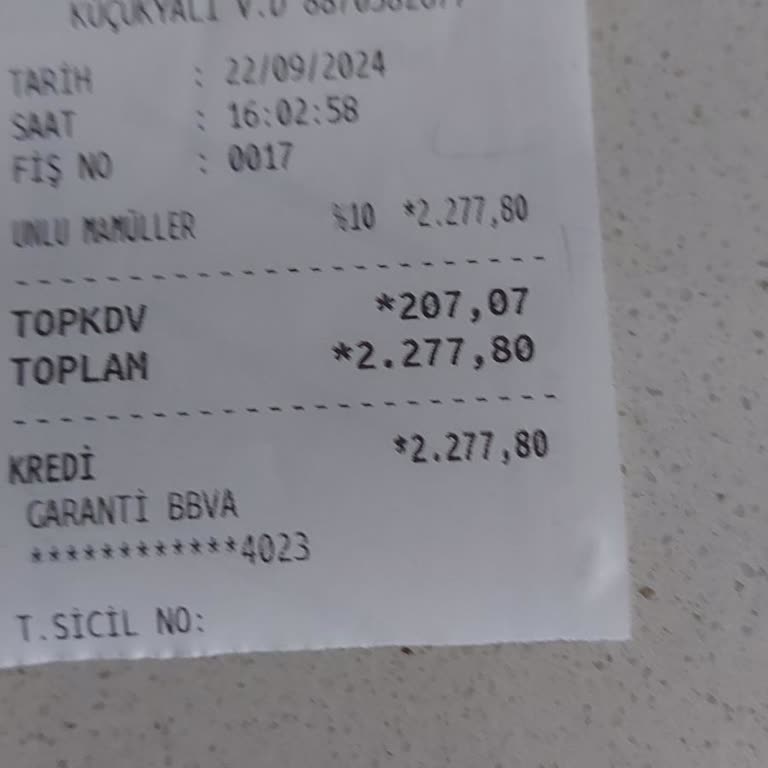 KÜÇÜKYALI V.D
TARİH : 22/09/2024
SAAT : 16:02:58
FİŞ NO : 0017
UNLU MAMÜLLER %10 *2.277,80
TOPKDV *207,07
TOPLAM *2.277,80
KREDİ *2.277,80
GARANTİ BBVA
************4023
T.SİCİL NO: